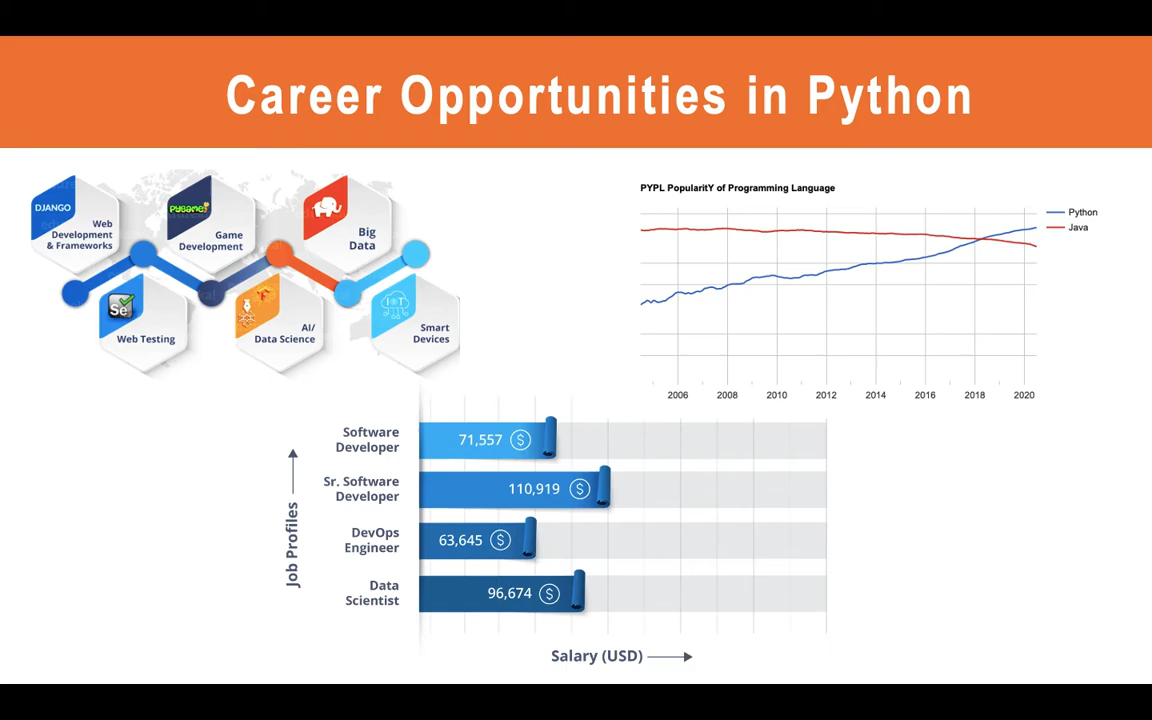 Career Opportunities in Python
DJANGO
Web
Development
& Frameworks
PYGAME
Game
Development
Big
Data
Se
Web Testing
AI/
Data Science
IoT
Smart
Devices
PYPL PopularitY of Programming Language
Python
Java
2006
2008
2010
2012
2014
2016
2018
2020
Job Profiles
Software
Developer
71,557 $
Sr. Software
Developer
110,919 $
DevOps
Engineer
63,645 $
Data
Scientist
96,674 $
Salary (USD)